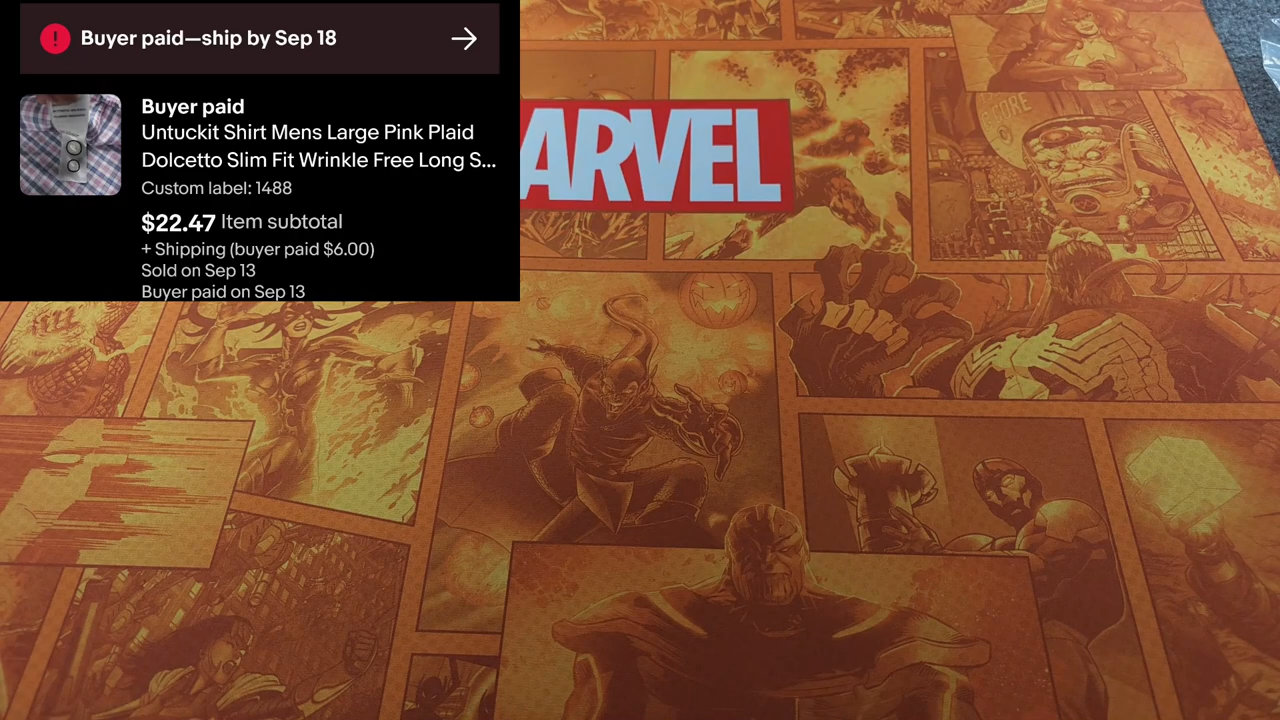 Buyer paid—ship by Sep 18
Buyer paid
Untuckit Shirt Mens Large Pink Plaid
Dolcetto Slim Fit Wrinkle Free Long S...
Custom label: 1488
$22.47 Item subtotal
+ Shipping (buyer paid $6.00)
Sold on Sep 13
Buyer paid on Sep 13
ARVEL
CORE